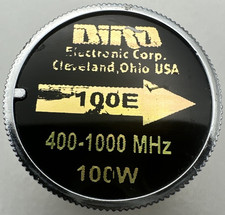 BIRD
Electronic Corp.
Cleveland,Ohio USA
100E
400-1000 MHz
100W